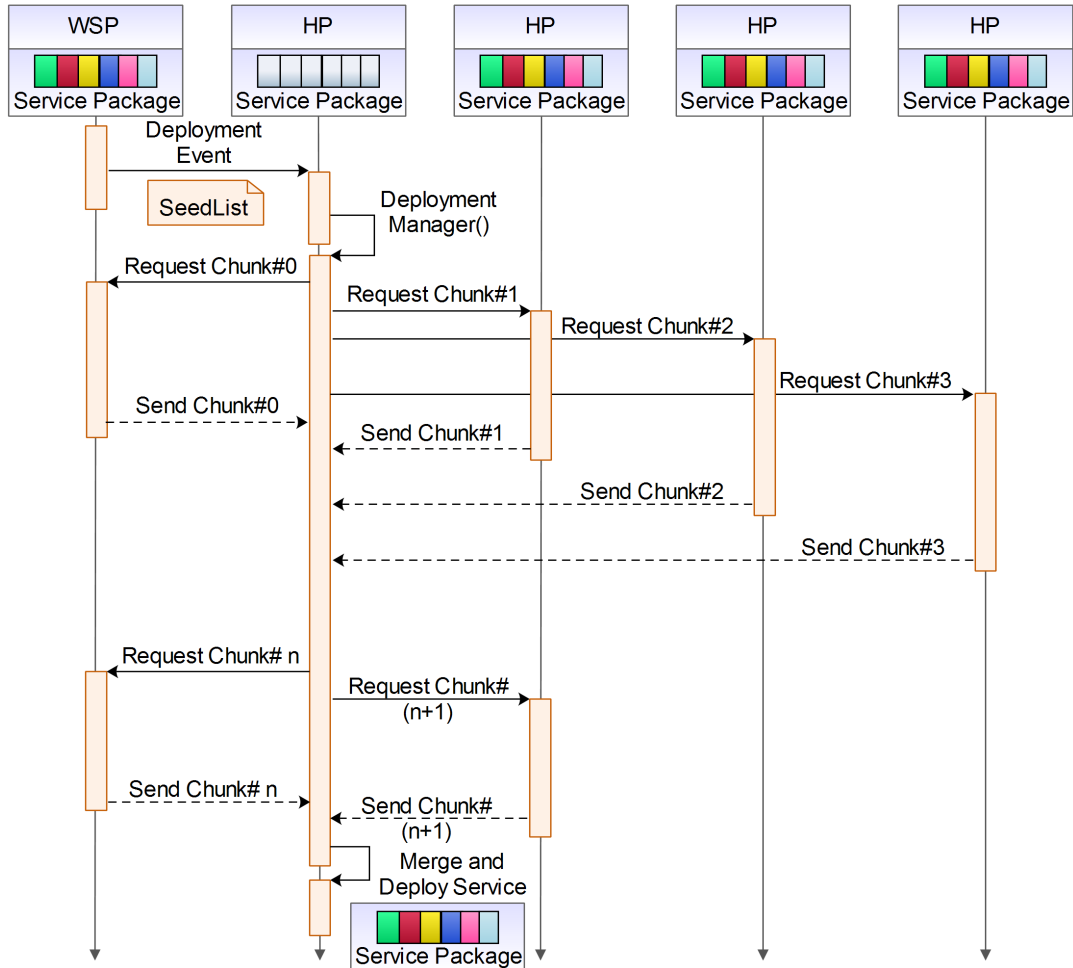 WSP
HP
HP
HP
HP
Service Package
Service Package
Service Package
Service Package
Service Package
Deployment
Event
SeedList
Deployment
Manager()
Request Chunk#0
Request Chunk#1
Request Chunk#2
Request Chunk#3
Send Chunk#0
Send Chunk#1
Send Chunk#2
Send Chunk#3
Request Chunk# n
Request Chunk#
(n+1)
Send Chunk# n
Send Chunk#
(n+1)
Merge and
Deploy Service
Service Package